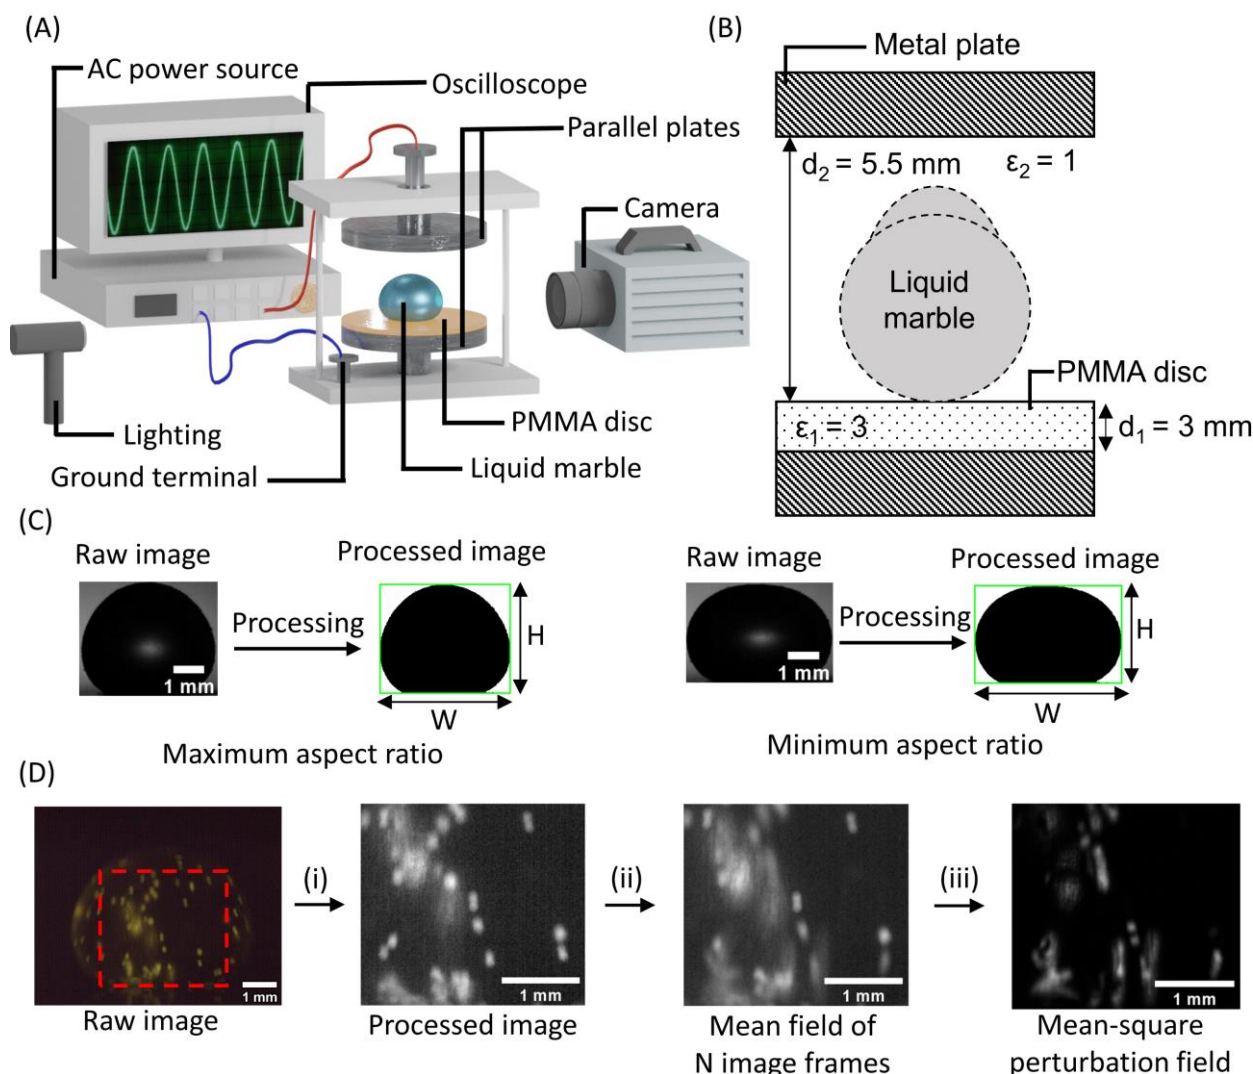 (A)
AC power source
Oscilloscope
Parallel plates
Camera
Lighting
Ground terminal
PMMA disc
Liquid marble
(B)
Metal plate
d₂ = 5.5 mm
ε₂ = 1
Liquid
marble
PMMA disc
ε₁ = 3
d₁ = 3 mm
(C)
Raw image
Processed image
Processing
1 mm
H
W
Maximum aspect ratio
Raw image
Processed image
Processing
1 mm
H
W
Minimum aspect ratio
(D)
(i)
(ii)
(iii)
1 mm
1 mm
1 mm
1 mm
Raw image
Processed image
Mean field of
N image frames
Mean-square
perturbation field